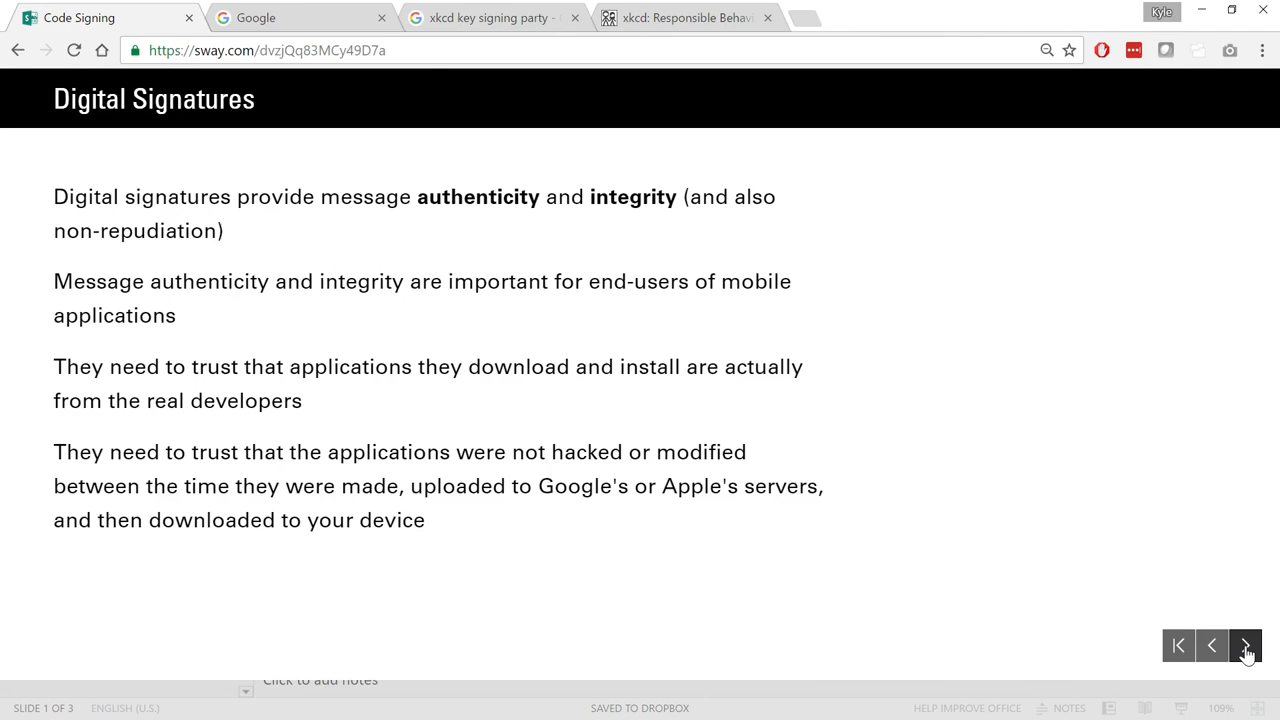 Code Signing
Google
xkcd key signing party -
xkcd: Responsible Behavi
Kyle
https://sway.com/dvzjQq83MCy49D7a
Digital Signatures
Digital signatures provide message authenticity and integrity (and also
non-repudiation)
Message authenticity and integrity are important for end-users of mobile
applications
They need to trust that applications they download and install are actually
from the real developers
They need to trust that the applications were not hacked or modified
between the time they were made, uploaded to Google's or Apple's servers,
and then downloaded to your device
Click to add notes
SLIDE 1 OF 3 ENGLISH (U.S.) SAVED TO DROPBOX HELP IMPROVE OFFICE NOTES 109%